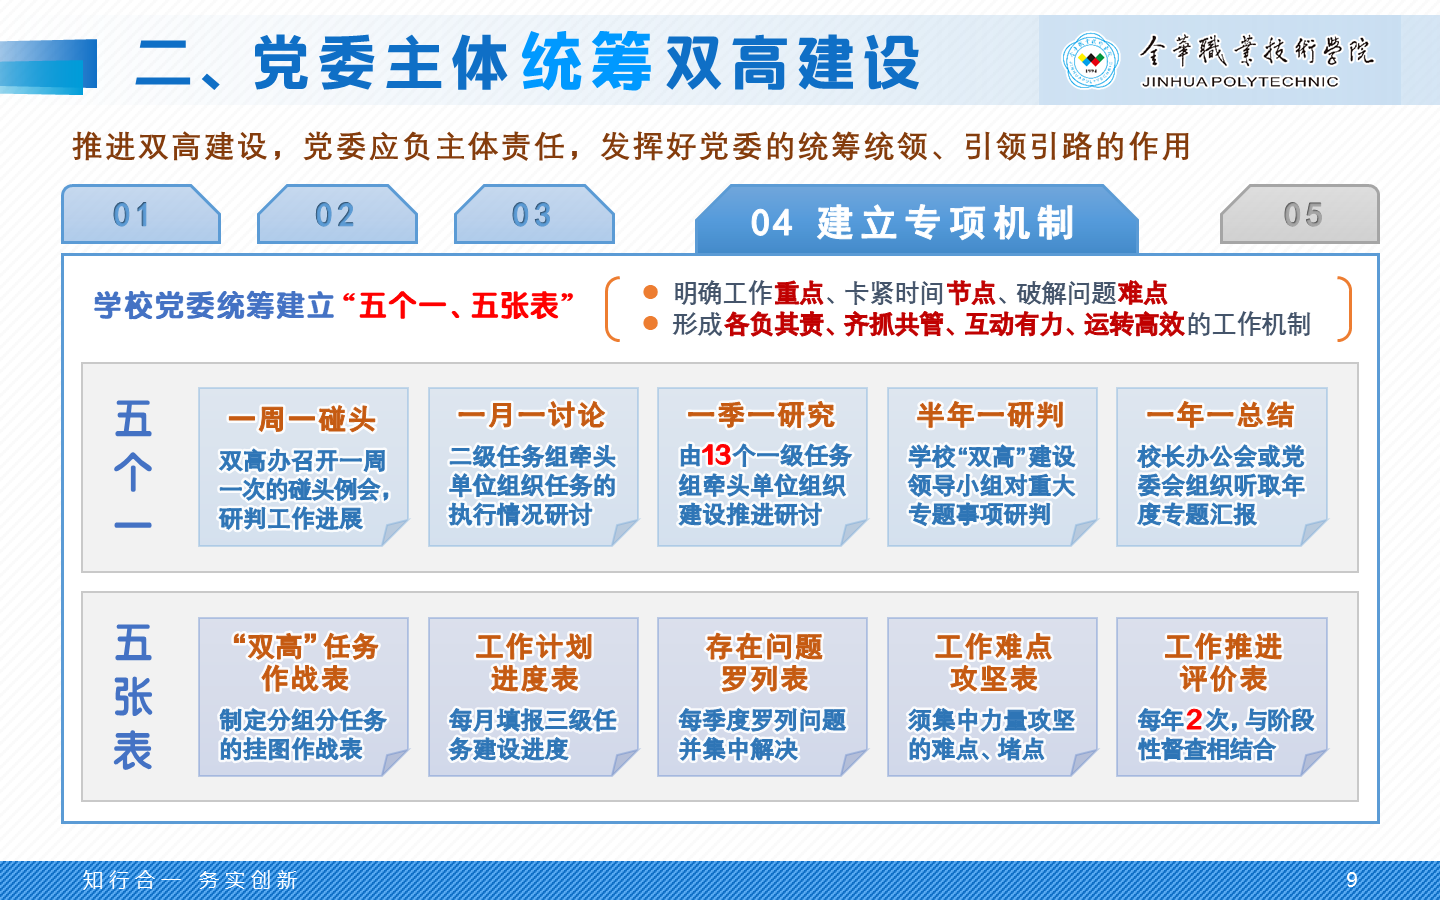 二、党委主体统筹双高建设
金華職業技術學院
JINHUA POLYTECHNIC
1994
推进双高建设，党委应负主体责任，发挥好党委的统筹统领、引领引路的作用
01
02
03
04 建立专项机制
05
学校党委统筹建立“五个一、五张表”
明确工作重点、卡紧时间节点、破解问题难点
形成各负其责、齐抓共管、互动有力、运转高效的工作机制
五个一
一周一碰头
双高办召开一周
一次的碰头例会，
研判工作进展
一月一讨论
二级任务组牵头
单位组织任务的
执行情况研讨
一季一研究
由13个一级任务
组牵头单位组织
建设推进研讨
半年一研判
学校“双高”建设
领导小组对重大
专题事项研判
一年一总结
校长办公会或党
委会组织听取年
度专题汇报
五张表
“双高”任务
作战表
制定分组分任务
的挂图作战表
工作计划
进度表
每月填报三级任
务建设进度
存在问题
罗列表
每季度罗列问题
并集中解决
工作难点
攻坚表
须集中力量攻坚
的难点、堵点
工作推进
评价表
每年2次，与阶段
性督查相结合
知行合一 务实创新
9